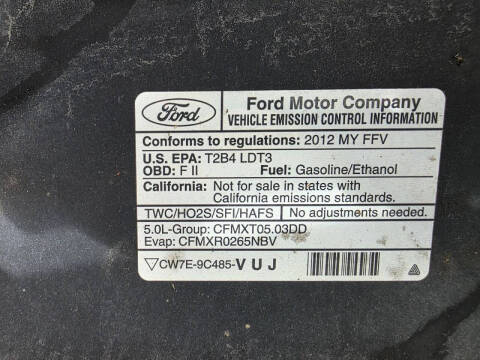 Ford
Ford Motor Company
VEHICLE EMISSION CONTROL INFORMATION
Conforms to regulations: 2012 MY FFV
U.S. EPA: T2B4 LDT3
OBD: F II Fuel: Gasoline/Ethanol
California: Not for sale in states with
California emissions standards.
TWC/HO2S/SFI/HAFS No adjustments needed.
5.0L-Group: CFMXT05.03DD
Evap: CFMXR0265NBV
CW7E-9C485-VUJ